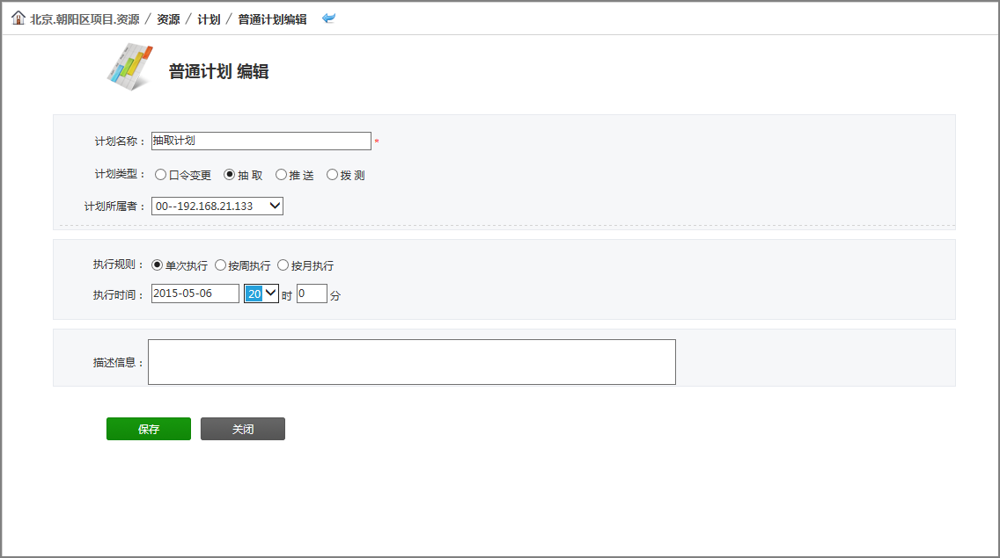 北京.朝阳区项目.资源 / 资源 / 计划 / 普通计划编辑
普通计划 编辑
计划名称： 抽取计划 *
计划类型： 口令变更 抽 取 推 送 拨 测
计划所属者： 00--192.168.21.133
执行规则： 单次执行 按周执行 按月执行
执行时间： 2015-05-06 20 时 0 分
描述信息：
保存 关闭